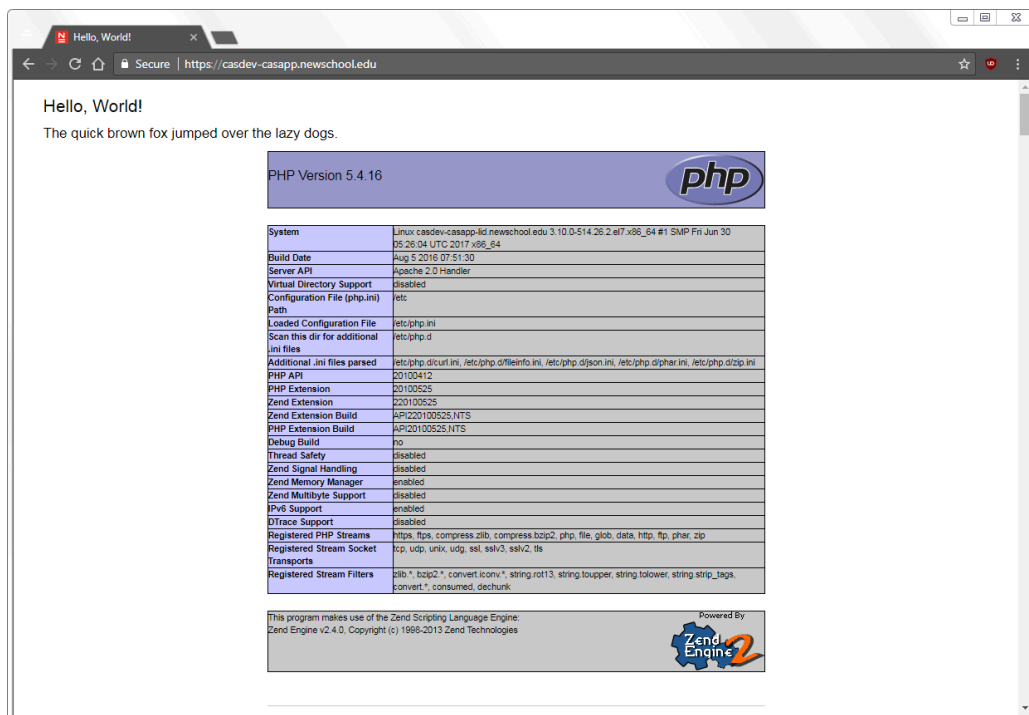 Hello, World!
Secure | https://casdev-casapp.newschool.edu
Hello, World!
The quick brown fox jumped over the lazy dogs.
PHP Version 5.4.16
php
System Linux casdev-casapp-lid.newschool.edu 3.10.0-514.26.2.el7.x86_64 #1 SMP Fri Jun 30
05:26:04 UTC 2017 x86_64
Build Date Aug 5 2016 07:51:30
Server API Apache 2.0 Handler
Virtual Directory Support disabled
Configuration File (php.ini) /etc
Path
Loaded Configuration File /etc/php.ini
Scan this dir for additional /etc/php.d
.ini files
Additional .ini files parsed /etc/php.d/curl.ini, /etc/php.d/fileinfo.ini, /etc/php.d/json.ini, /etc/php.d/phar.ini, /etc/php.d/zip.ini
PHP API 20100412
PHP Extension 20100525
Zend Extension 220100525
Zend Extension Build API220100525,NTS
PHP Extension Build API20100525,NTS
Debug Build no
Thread Safety disabled
Zend Signal Handling disabled
Zend Memory Manager enabled
Zend Multibyte Support disabled
IPv6 Support enabled
DTrace Support disabled
Registered PHP Streams https, ftps, compress.zlib, compress.bzip2, php, file, glob, data, http, ftp, phar, zip
Registered Stream Socket tcp, udp, unix, udg, ssl, sslv3, sslv2, tls
Transports
Registered Stream Filters zlib.*, bzip2.*, convert.iconv.*, string.rot13, string.toupper, string.tolower, string.strip_tags,
convert.*, consumed, dechunk
This program makes use of the Zend Scripting Language Engine:
Zend Engine v2.4.0, Copyright (c) 1998-2013 Zend Technologies
Powered By
Zend
Engine 2